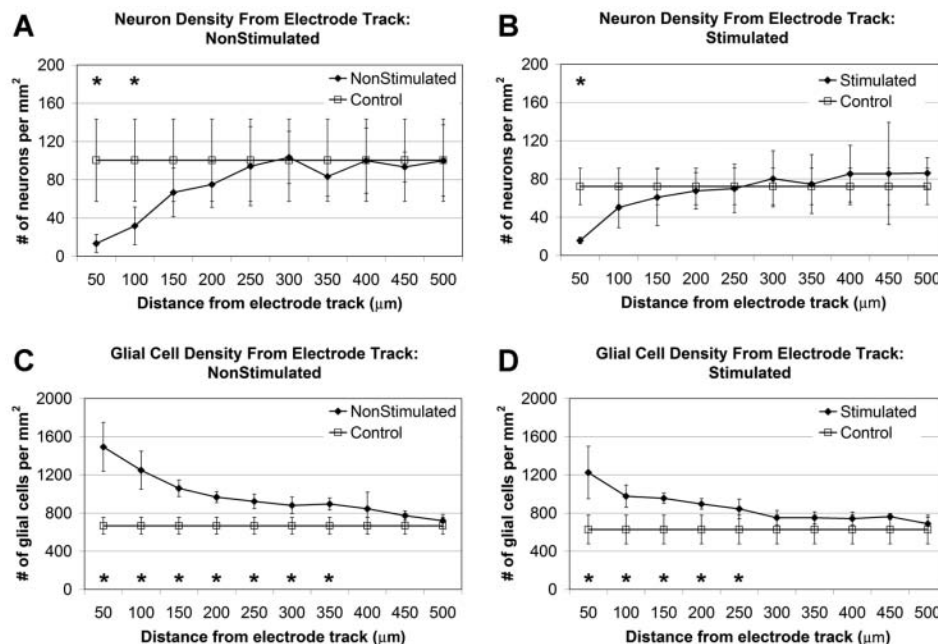 A
Neuron Density From Electrode Track:
NonStimulated
# of neurons per mm²
200
160
120
80
40
0
* *
NonStimulated
Control
50 100 150 200 250 300 350 400 450 500
Distance from electrode track (μm)
B
Neuron Density From Electrode Track:
Stimulated
# of neurons per mm²
200
160
120
80
40
0
*
Stimulated
Control
50 100 150 200 250 300 350 400 450 500
Distance from electrode track (μm)
C
Glial Cell Density From Electrode Track:
NonStimulated
# of glial cells per mm²
2000
1600
1200
800
400
0
NonStimulated
Control
* * * * * * *
50 100 150 200 250 300 350 400 450 500
Distance from electrode track (μm)
D
Glial Cell Density From Electrode Track:
Stimulated
# of glial cells per mm²
2000
1600
1200
800
400
0
Stimulated
Control
* * * * *
50 100 150 200 250 300 350 400 450 500
Distance from electrode track (μm)